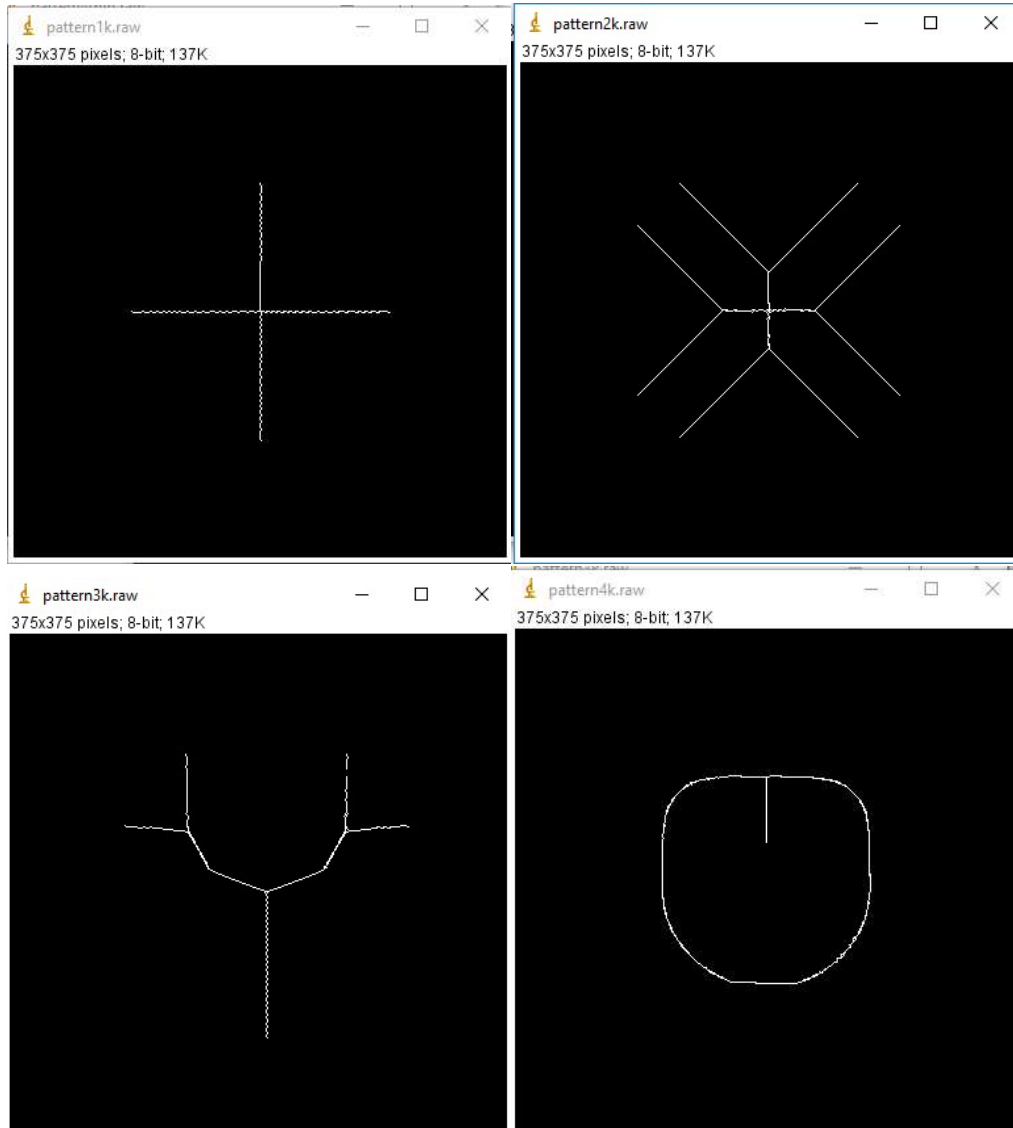 pattern1k.raw
375x375 pixels; 8-bit; 137K
pattern2k.raw
375x375 pixels; 8-bit; 137K
pattern3k.raw
375x375 pixels; 8-bit; 137K
pattern4k.raw
375x375 pixels; 8-bit; 137K